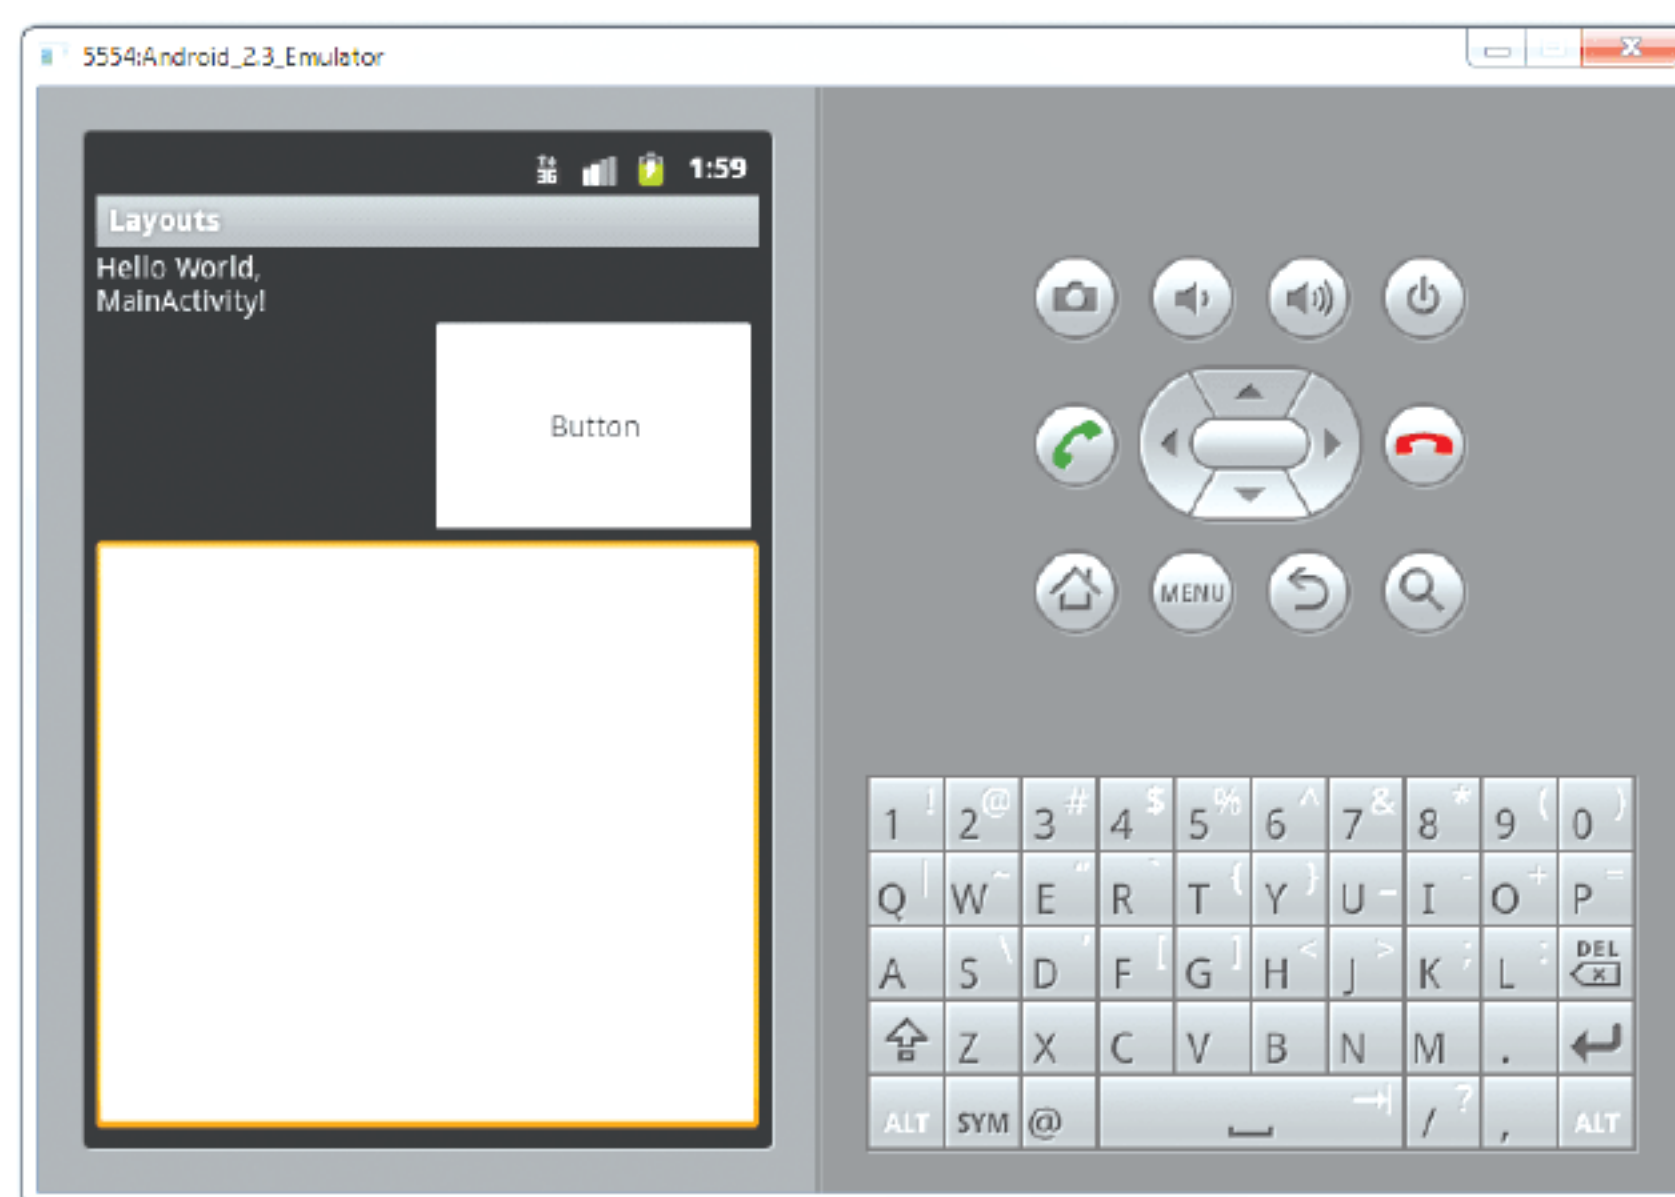 5554:Android_2.3_Emulator
1:59
Layouts
Hello World,
MainActivity!
Button
MENU
1 ! 2 @ 3 # 4 $ 5 % 6 ^ 7 & 8 * 9 ( 0 )
Q | W ~ E " R ` T { Y } U _ I - O + P =
A S \ D ' F [ G ] H < J > K ; L : DEL
Z X C V B N M .
ALT SYM @ / ? , ALT